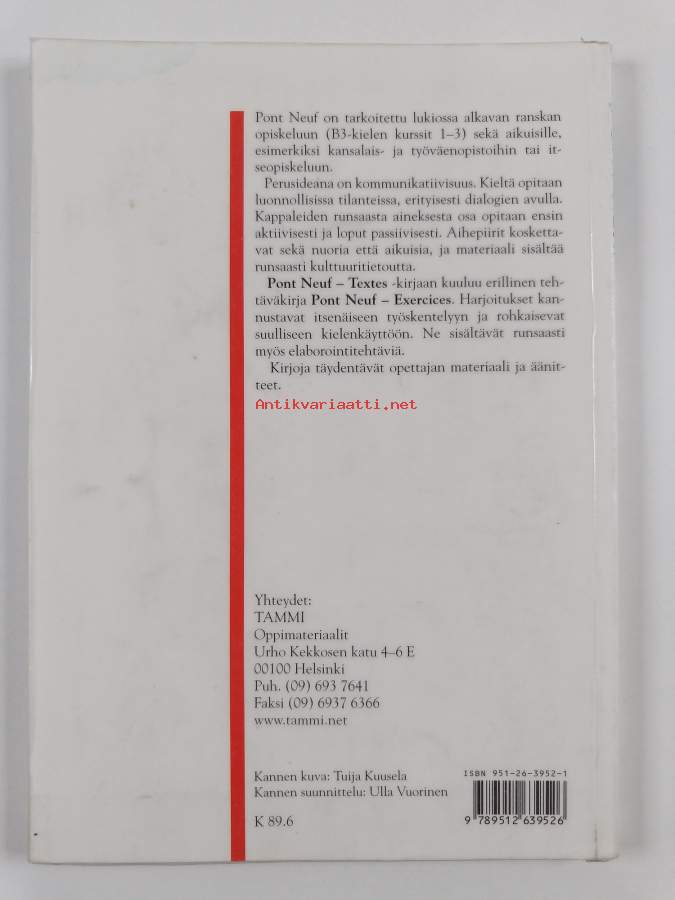 Pont Neuf on tarkoitettu lukiossa alkavan ranskan
opiskeluun (B3-kielen kurssit 1–3) sekä aikuisille,
esimerkiksi kansalais- ja työväenopistoihin tai it-
seopiskeluun.
Perusideana on kommunikatiivisuus. Kieltä opitaan
luonnollisissa tilanteissa, erityisesti dialogien avulla.
Kappaleiden runsaasta aineksesta osa opitaan ensin
aktiivisesti ja loput passiivisesti. Aihepiirit kosketta-
vat sekä nuoria että aikuisia, ja materiaali sisältää
runsaasti kulttuuritietoutta.
Pont Neuf – Textes -kirjaan kuuluu erillinen teh-
täväkirja Pont Neuf – Exercices. Harjoitukset kan-
nustavat itsenäiseen työskentelyyn ja rohkaisevat
suulliseen kielenkäyttöön. Ne sisältävät runsaasti
myös elaborointitehtäviä.
Kirjoja täydentävät opettajan materiaali ja äänit-
teet.
Antikvariaatti.net
Yhteydet:
TAMMI
Oppimateriaalit
Urho Kekkosen katu 4–6 E
00100 Helsinki
Puh. (09) 693 7641
Faksi (09) 6937 6366
www.tammi.net
Kannen kuva: Tuija Kuusela
Kannen suunnittelu: Ulla Vuorinen
K 89.6
ISBN 951-26-3952-1
9 789512 639526